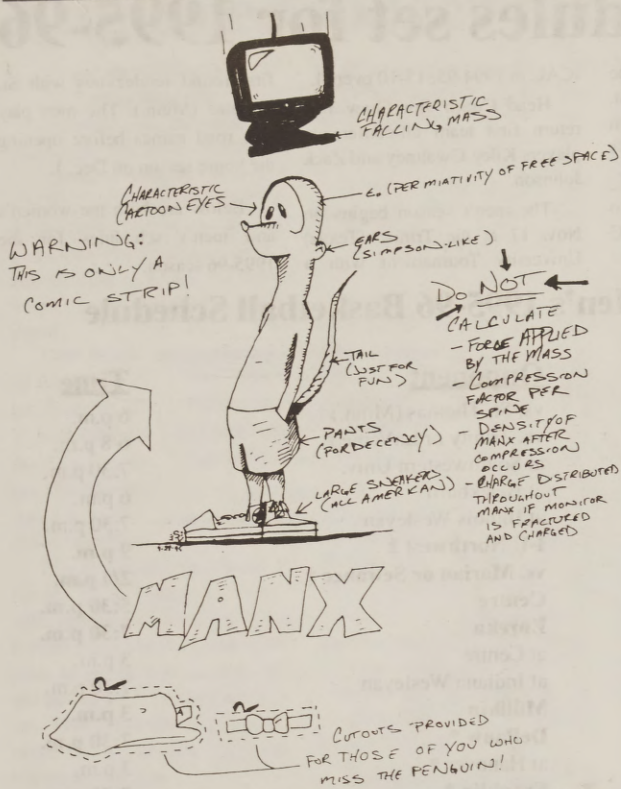 CHARACTERISTIC
FALLING MASS
CHARACTERISTIC
CARTOON EYES
ε₀ (PERMIATIVITY OF FREE SPACE)
EARS
(SIMPSON-LIKE)
WARNING:
THIS IS ONLY A
COMIC STRIP!
TAIL
(JUST FOR
FUN)
PANTS
(FOR DECENCY)
LARGE SNEAKERS
(ALL AMERICAN)
DO NOT
CALCULATE
- FORCE APPLIED
BY THE MASS
- COMPRESSION
FACTOR PER
SPINE
- DENSITY OF
MANX AFTER
COMPRESSION
OCCURS
- CHARGE DISTRIBUTED
THROUGHOUT
MANX IF MONITOR
IS FRACTURED
AND CHARGED
MANX
CUTOUTS PROVIDED
FOR THOSE OF YOU WHO
MISS THE PENGUIN!